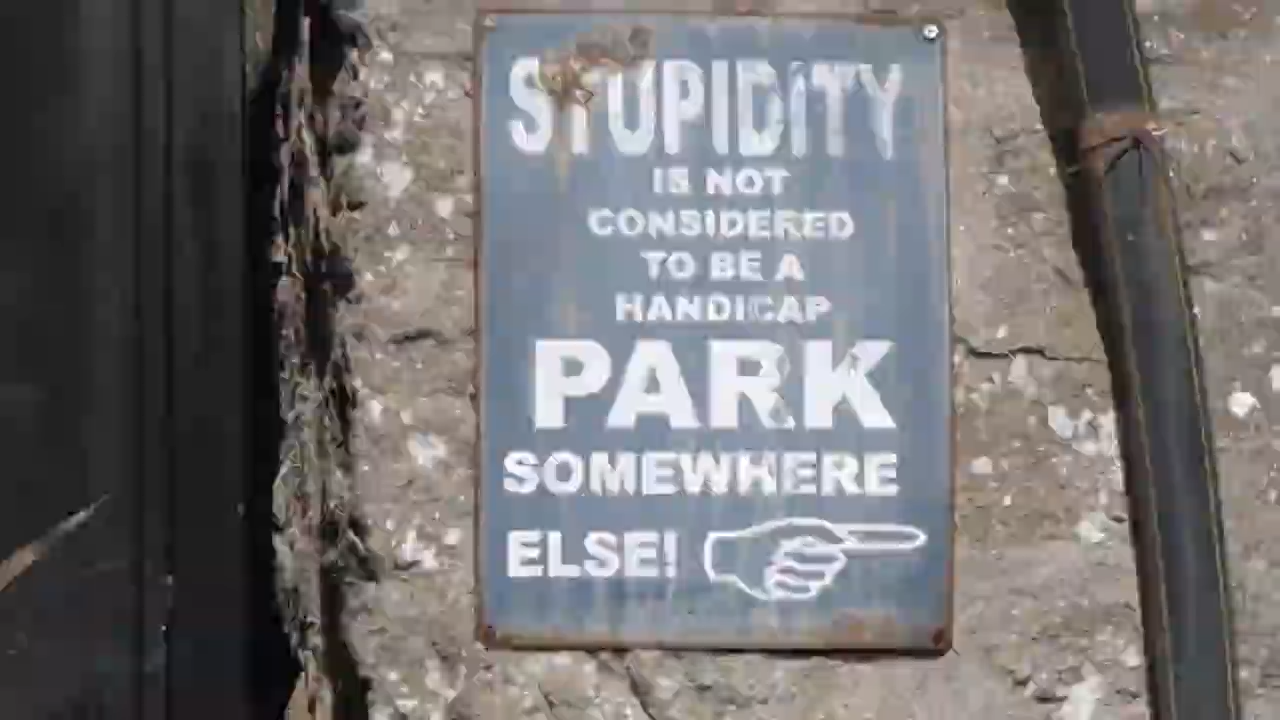 STUPIDITY
IS NOT
CONSIDERED
TO BE A
HANDICAP
PARK
SOMEWHERE
ELSE!